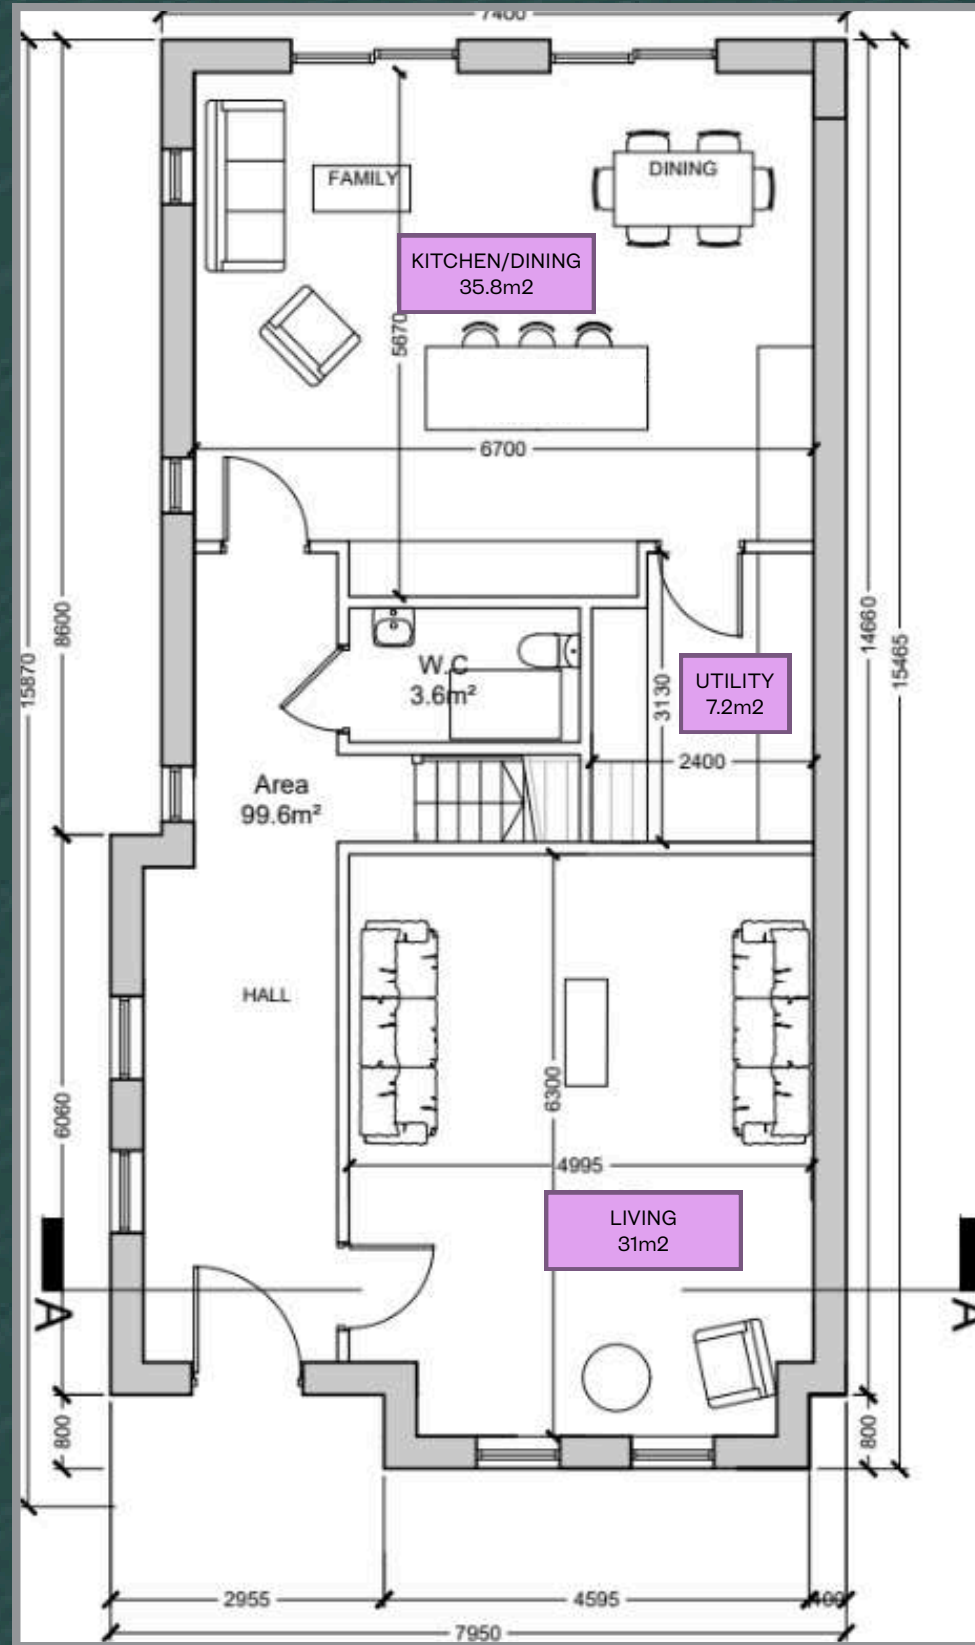 7400
FAMILY
DINING
KITCHEN/DINING
35.8m2
5670
6700
8600
14660
15465
15870
W.C
3.6m²
3130
UTILITY
7.2m2
2400
Area
99.6m²
HALL
6300
6060
4995
LIVING
31m2
A
A
800
800
2955
4595
400
7950